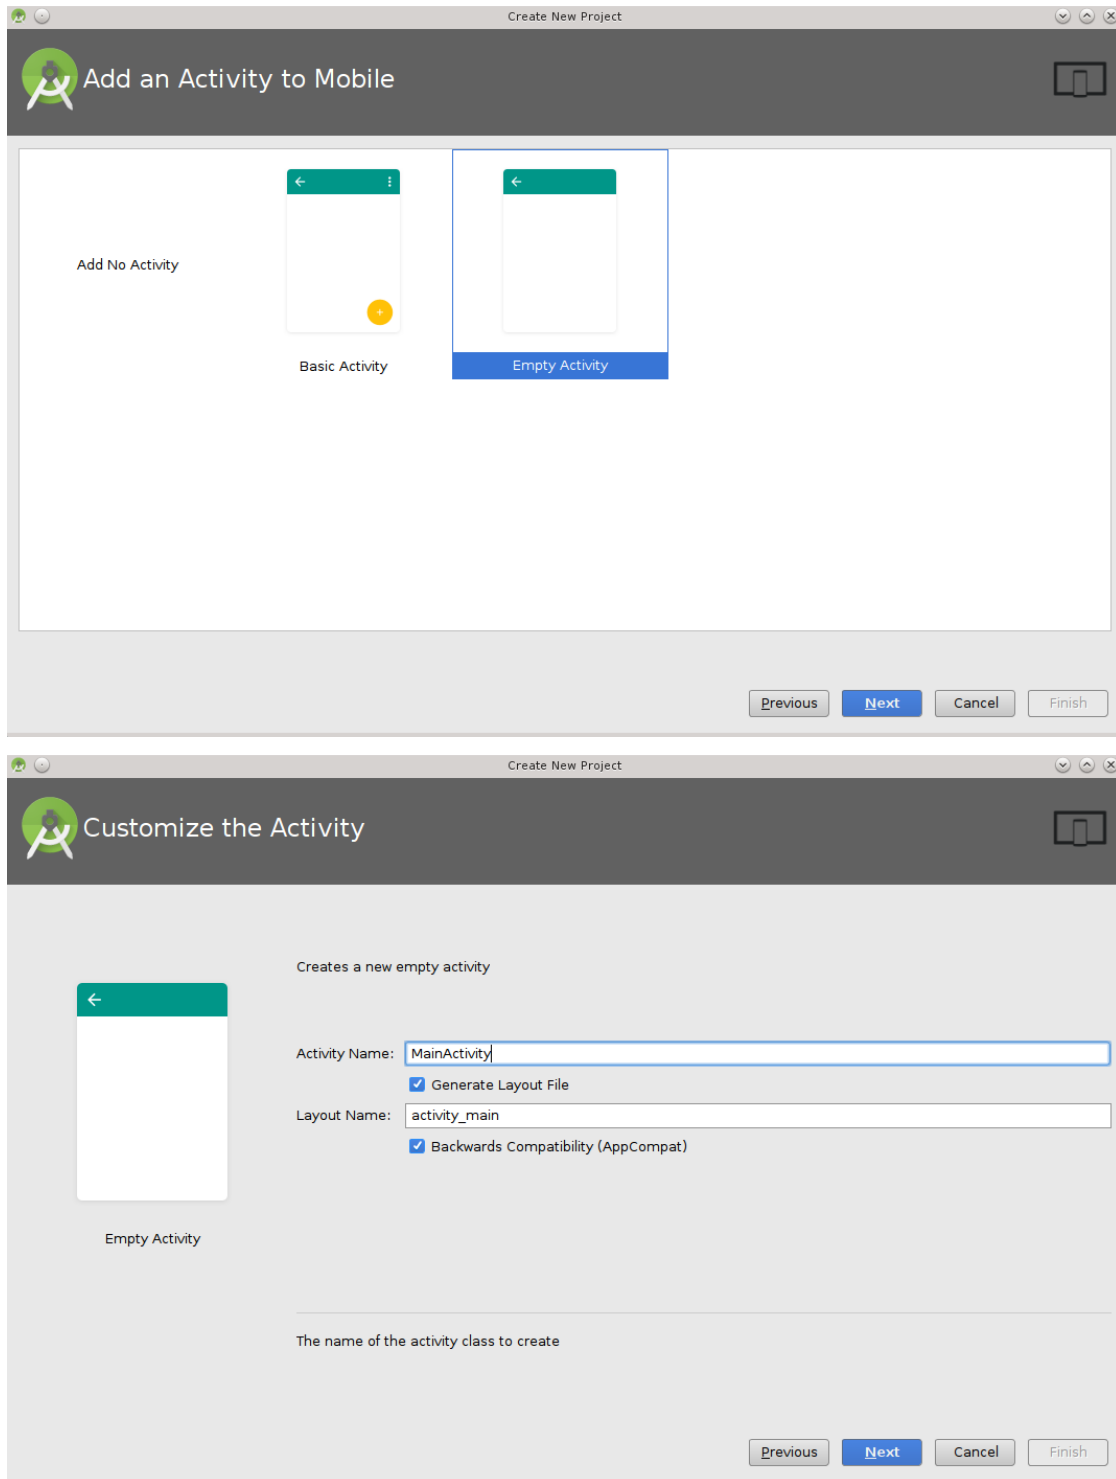 Create New Project
Add an Activity to Mobile
Add No Activity
Basic Activity
Empty Activity
Previous Next Cancel Finish
Create New Project
Customize the Activity
Creates a new empty activity
Activity Name: MainActivity
Generate Layout File
Layout Name: activity_main
Backwards Compatibility (AppCompat)
Empty Activity
The name of the activity class to create
Previous Next Cancel Finish